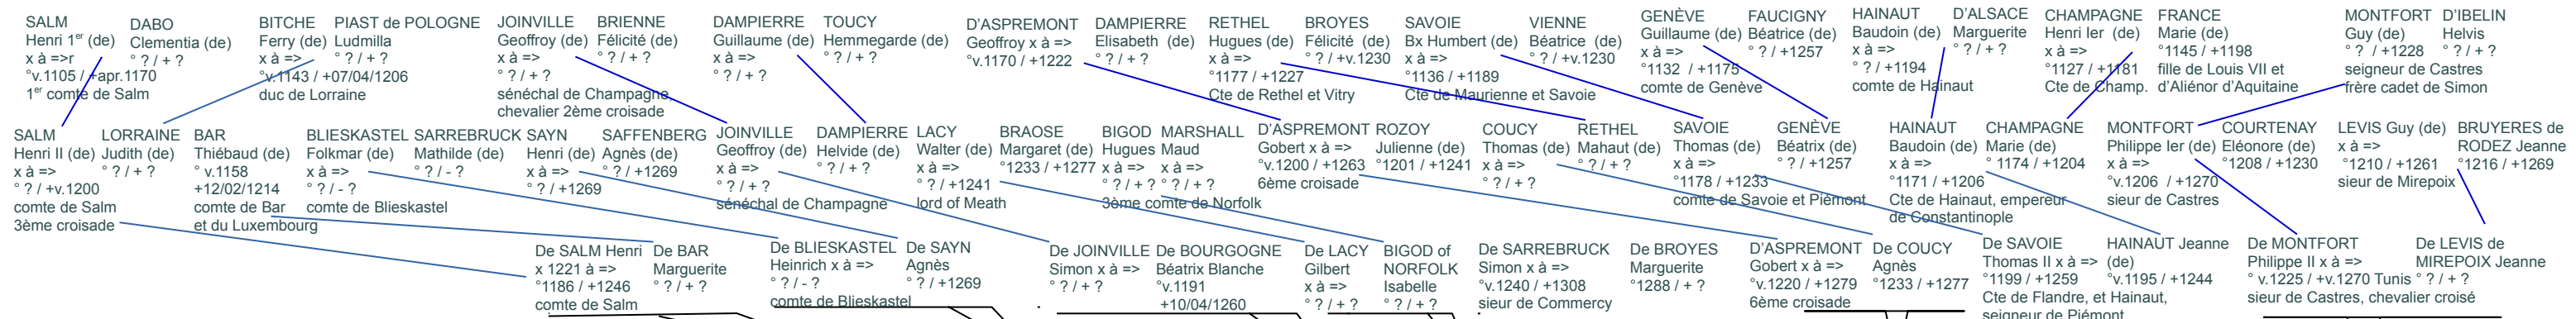 SALM
Henri 1er (de)
x à =>r
°v.1105 / +apr.1170
1er comte de Salm
DABO
Clementia (de)
° ? / + ?
BITCHE
Ferry (de)
x à =>
°v.1143 / +07/04/1206
duc de Lorraine
PIAST de POLOGNE
Ludmilla
° ? / + ?
JOINVILLE
Geoffroy (de)
x à =>
° ? / + ?
sénéchal de Champagne,
chevalier 2ème croisade
BRIENNE
Félicité (de)
° ? / + ?
DAMPIERRE
Guillaume (de)
x à =>
° ? / + ?
TOUCY
Hemmegarde (de)
° ? / + ?
D'ASPREMONT
Geoffroy x à =>
°v.1170 / +1222
DAMPIERRE
Elisabeth (de)
° ? / + ?
RETHEL
Hugues (de)
x à =>
°1177 / +1227
Cte de Rethel et Vitry
BROYES
Félicité (de)
° ? / +v.1230
SAVOIE
Bx Humbert (de)
x à =>
°1136 / +1189
Cte de Maurienne et Savoie
VIENNE
Béatrice (de)
° ? / +v.1230
GENÈVE
Guillaume (de)
x à =>
°1132 / +1175
comte de Genève
FAUCIGNY
Béatrice (de)
° ? / +1257
HAINAUT
Baudoin (de)
x à =>
° ? / +1194
comte de Hainaut
D'ALSACE
Marguerite
° ? / + ?
CHAMPAGNE
Henri Ier (de)
x à =>
°1127 / +1181
Cte de Champ.
FRANCE
Marie (de)
°1145 / +1198
fille de Louis VII et
d'Aliénor d'Aquitaine
MONTFORT
Guy (de)
° ? / +1228
seigneur de Castres
frère cadet de Simon
D'IBELIN
Helvis
° ? / + ?
SALM
Henri II (de)
x à =>
° ? / +v.1200
comte de Salm
3ème croisade
LORRAINE
Judith (de)
° ? / + ?
BAR
Thiébaud (de)
° v.1158
+12/02/1214
comte de Bar
et du Luxembourg
BLIESKASTEL
Folkmar (de)
x à =>
° ? / - ?
comte de Blieskastel
SARREBRUCK
Mathilde (de)
° ? / - ?
SAYN
Henri (de)
x à =>
° ? / +1269
SAFFENBERG
Agnès (de)
° ? / +1269
JOINVILLE
Geoffroy (de)
x à =>
° ? / + ?
sénéchal de Champagne
DAMPIERRE
Helvide (de)
° ? / + ?
LACY
Walter (de)
x à =>
° ? / +1241
lord of Meath
BRAOSE
Margaret (de)
°1233 / +1277
BIGOD
Hugues
x à =>
° ? / + ?
3ème comte de Norfolk
MARSHALL
Maud
° ? / + ?
D'ASPREMONT
Gobert x à =>
°v.1200 / +1263
6ème croisade
ROZOY
Julienne (de)
°1201 / +1241
COUCY
Thomas (de)
x à =>
° ? / + ?
RETHEL
Mahaut (de)
° ? / + ?
SAVOIE
Thomas (de)
x à =>
°1178 / +1233
comte de Savoie et Piémont
GENÈVE
Béatrix (de)
° ? / +1257
HAINAUT
Baudoin (de)
x à =>
°1171 / +1206
Cte de Hainaut, empereur
de Constantinople
CHAMPAGNE
Marie (de)
° 1174 / +1204
MONTFORT
Philippe Ier (de)
x à =>
°v.1206 / +1270
sieur de Castres
COURTENAY
Eléonore (de)
°1208 / +1230
LEVIS Guy (de)
x à =>
°1210 / +1261
sieur de Mirepoix
BRUYERES de
RODEZ Jeanne
°1216 / +1269
De SALM Henri
x 1221 à =>
°1186 / +1246
comte de Salm
De BAR
Marguerite
° ? / + ?
De BLIESKASTEL
Heinrich x à =>
° ? / - ?
comte de Blieskastel
De SAYN
Agnès
° ? / +1269
De JOINVILLE
Simon x à =>
° ? / + ?
De BOURGOGNE
Béatrix Blanche
°v.1191
+10/04/1260
De LACY
Gilbert
x à =>
° ? / + ?
BIGOD of
NORFOLK
Isabelle
° ? / + ?
De SARREBRUCK
Simon x à =>
°v.1240 / +1308
sieur de Commercy
De BROYES
Marguerite
°1288 / + ?
D'ASPREMONT
Gobert x à =>
°v.1220 / +1279
6ème croisade
De COUCY
Agnès
°1233 / +1277
De SAVOIE
Thomas II x à =>
°1199 / +1259
Cte de Flandre, et Hainaut,
seigneur de Piémont
HAINAUT Jeanne
(de)
°v.1195 / +1244
De MONTFORT
Philippe II x à =>
° v.1225 / +v.1270 Tunis
sieur de Castres, chevalier croisé
De LEVIS de
MIREPOIX Jeanne
° ? / + ?